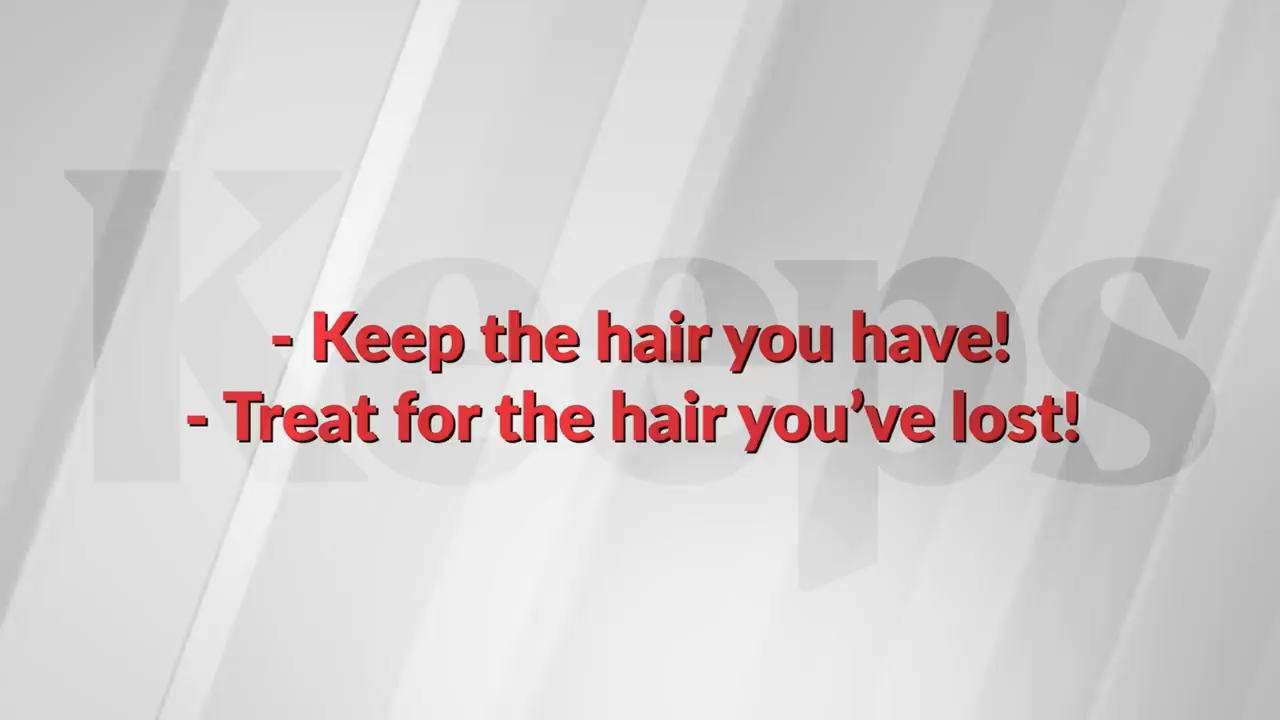 Keeps
- Keep the hair you have!
- Treat for the hair you’ve lost!